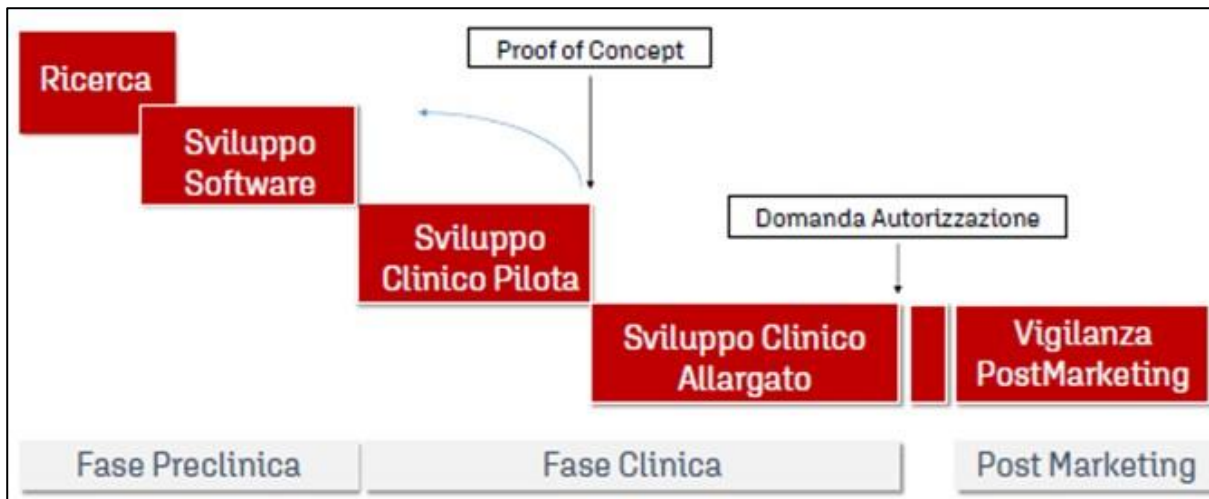 Proof of Concept
Ricerca
Sviluppo
Software
Domanda Autorizzazione
Sviluppo
Clinico Pilota
Sviluppo Clinico
Allargato
Vigilanza
PostMarketing
Fase Preclinica
Fase Clinica
Post Marketing